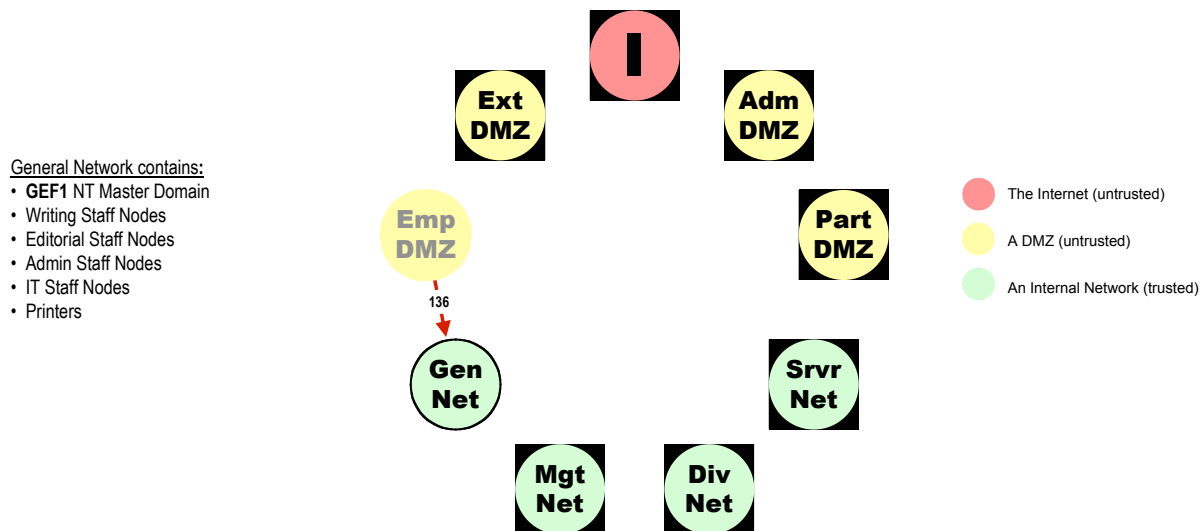 I
Ext
DMZ
Adm
DMZ
General Network contains:
• GEF1 NT Master Domain
• Writing Staff Nodes
• Editorial Staff Nodes
• Admin Staff Nodes
• IT Staff Nodes
• Printers
Emp
DMZ
Part
DMZ
The Internet (untrusted)
A DMZ (untrusted)
An Internal Network (trusted)
136
Gen
Net
Srvr
Net
Mgt
Net
Div
Net